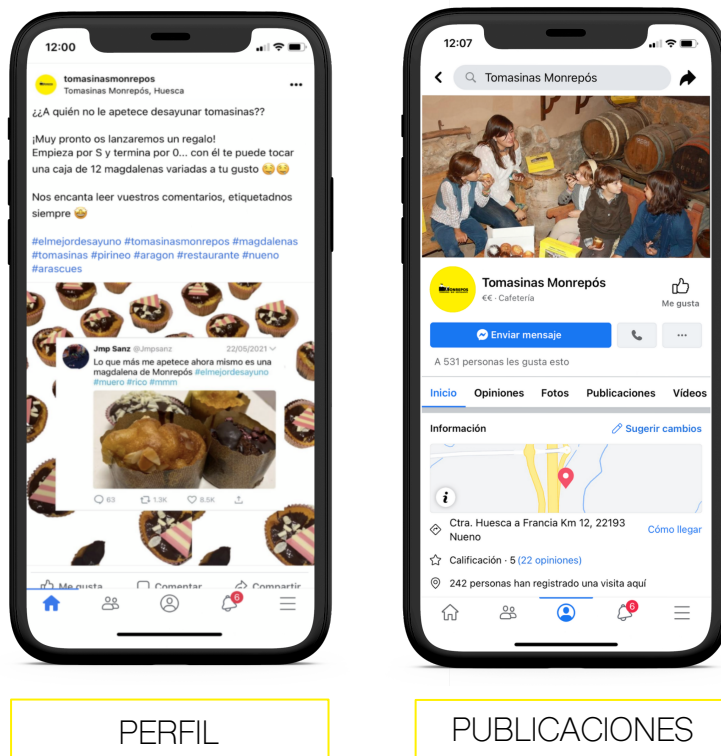 12:00
tomasinasmonrepos
Tomasinas Monrepós, Huesca
¿¿A quién no le apetece desayunar tomasinas??
¡Muy pronto os lanzaremos un regalo!
Empieza por S y termina por 0... con él te puede tocar
una caja de 12 magdalenas variadas a tu gusto 😋😋
Nos encanta leer vuestros comentarios, etiquetadnos
siempre 🤩
#elmejordesayuno #tomasinasmonrepos #magdalenas
#tomasinas #pirineo #aragon #restaurante #nueno
#arascues
Jmp Sanz @Jmpsanz 22/05/2021
Lo que más me apetece ahora mismo es una
magdalena de Monrepós #elmejordesayuno
#muero #rico #mmm
63 1.3K 8.5K
Me gusta Comentar Compartir
6
PERFIL
12:07
Tomasinas Monrepós
MONREPOS
Tomasinas Monrepós
€€ · Cafetería
Me gusta
Enviar mensaje
A 531 personas les gusta esto
Inicio Opiniones Fotos Publicaciones Vídeos
Información Sugerir cambios
Ctra. Huesca a Francia Km 12, 22193
Nueno
Cómo llegar
Calificación · 5 (22 opiniones)
242 personas han registrado una visita aquí
6
PUBLICACIONES